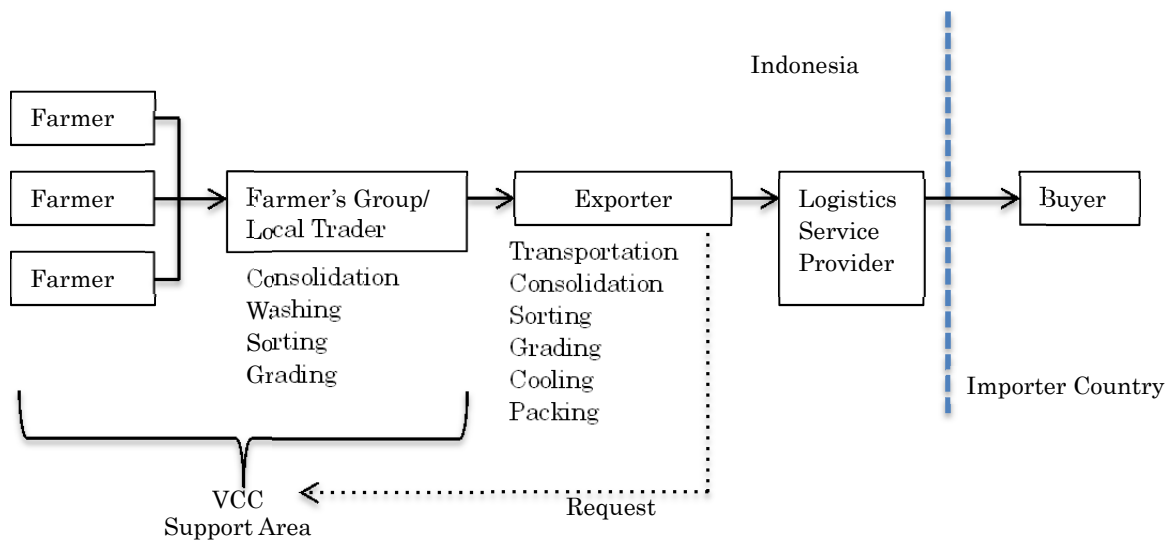 Indonesia
Farmer
Farmer
Farmer
Farmer's Group/
Local Trader
Consolidation
Washing
Sorting
Grading
Exporter
Transportation
Consolidation
Sorting
Grading
Cooling
Packing
Logistics
Service
Provider
Buyer
Importer Country
VCC
Support Area
Request